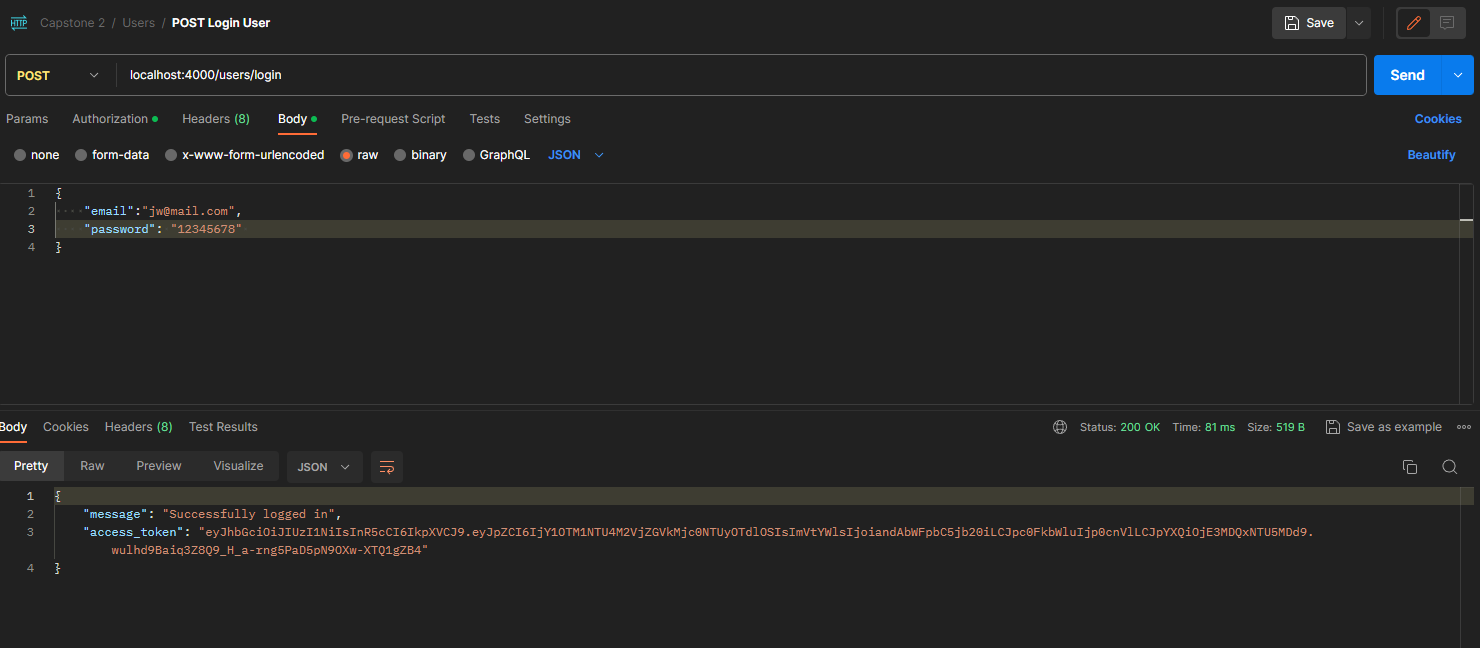 HTTP Capstone 2 / Users / POST Login User
Save
POST
localhost:4000/users/login
Send
Params Authorization Headers (8) Body Pre-request Script Tests Settings Cookies
none form-data x-www-form-urlencoded raw binary GraphQL JSON Beautify
1 {
2 ····"email":"jw@mail.com",
3 ····"password": "12345678"
4 }
Body Cookies Headers (8) Test Results Status: 200 OK Time: 81 ms Size: 519 B Save as example
Pretty Raw Preview Visualize JSON
1 {
2 "message": "Successfully logged in",
3 "access_token": "eyJhbGciOiJIUzI1NiIsInR5cCI6IkpXVCJ9.eyJpZCI6IjY1OTM1NTU4M2VjZGVkMjc0NTUyOTdlOSIsImVtYWlsIjoiandAbWFpbC5jb20iLCJpc0FkbWluIjp0cnVlLCJpYXQiOjE3MDQxNTU5MDd9.
wulhd9Baiq3Z8Q9_H_a-rng5PaD5pN9OXw-XTQ1gZB4"
4 }